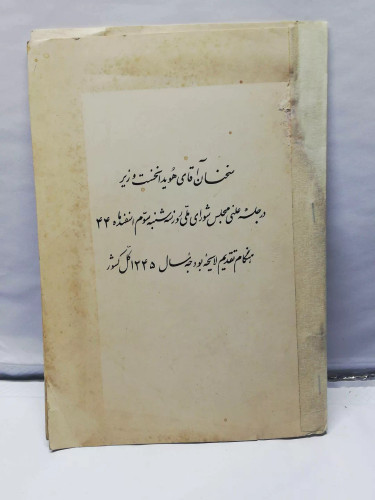 سخنان آقای هویدا نخست وزیر
در جلسه علنی مجلس شورای ملی روز سه شنبه سوم اسفند ماه ۴۴
هنگام تقدیم لایحه بودجه سال ۱۳۴۵ کل کشور